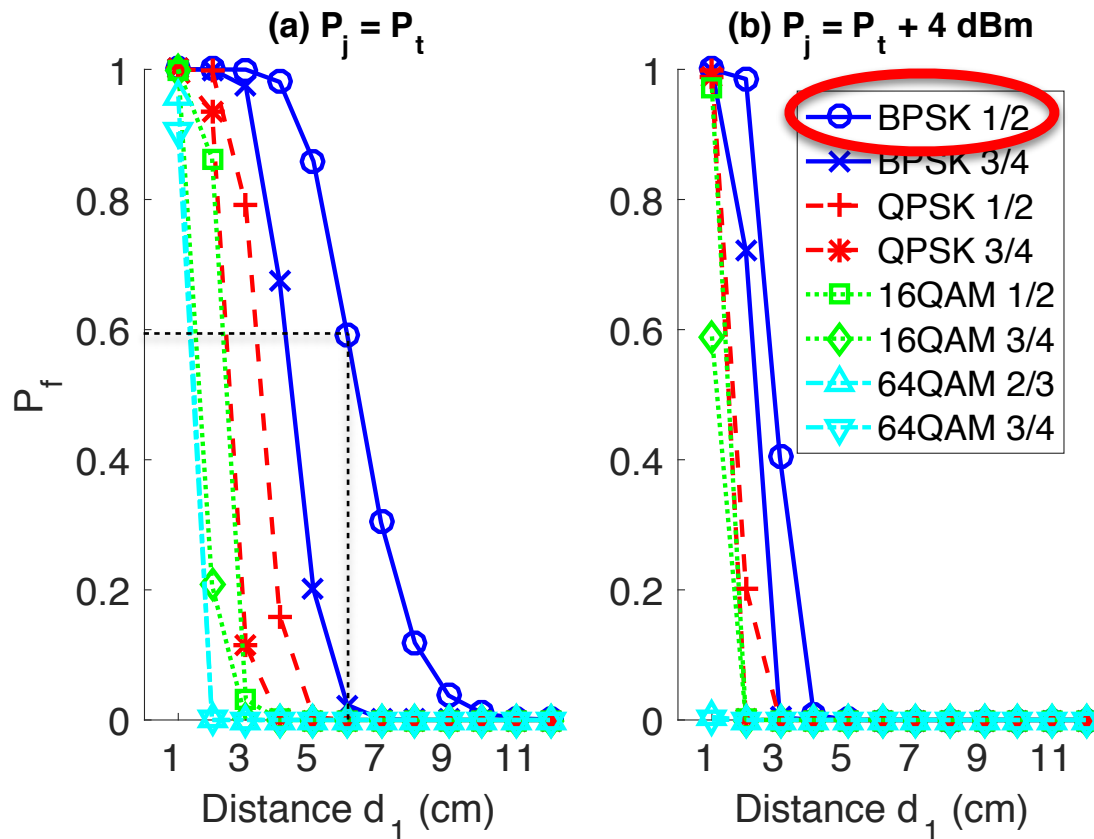 (a) P_j = P_t
(b) P_j = P_t + 4 dBm
P_f
1
0.8
0.6
0.4
0.2
0
1 3 5 7 9 11
Distance d_1 (cm)
1
0.8
0.6
0.4
0.2
0
1 3 5 7 9 11
Distance d_1 (cm)
BPSK 1/2
BPSK 3/4
QPSK 1/2
QPSK 3/4
16QAM 1/2
16QAM 3/4
64QAM 2/3
64QAM 3/4